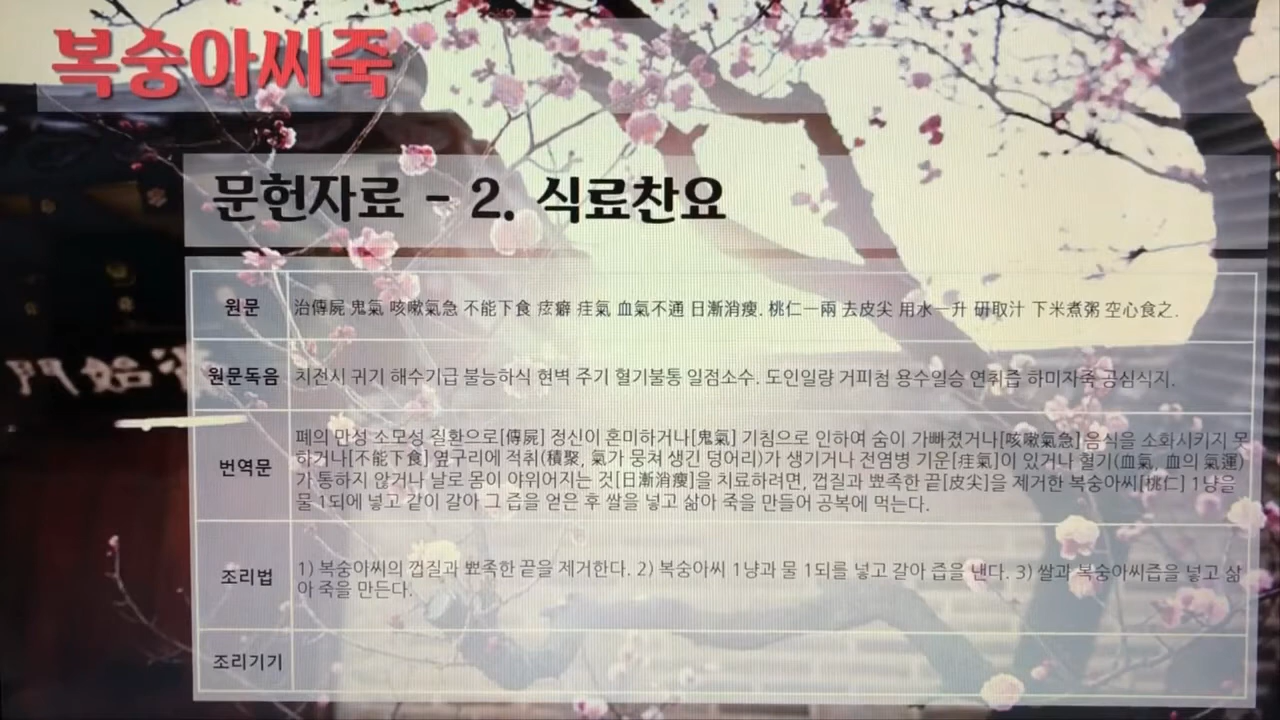 복숭아씨죽
문헌자료 - 2. 식료찬요
원문
治傳屍 鬼氣 咳嗽氣急 不能下食 痃癖 疰氣 血氣不通 日漸消瘦. 桃仁一兩 去皮尖 用水一升 研取汁 下米煮粥 空心食之.
원문독음
치전시 귀기 해수기급 불능하식 현벽 주기 혈기불통 일점소수. 도인일량 거피첨 용수일승 연취즙 하미자죽 공심식지.
번역문
폐의 만성 소모성 질환으로[傳屍] 정신이 혼미하거나[鬼氣] 기침으로 인하여 숨이 가빠졌거나[咳嗽氣急]음식을 소화시키지 못
하거나[不能下食] 옆구리에 적취(積聚, 氣가 뭉쳐 생긴 덩어리)가 생기거나 전염병 기운[疰氣]이 있거나 혈기(血氣, 血의 氣運)
가 통하지 않거나 날로 몸이 야위어지는 것[日漸消瘦]을 치료하려면, 껍질과 뾰족한 끝[皮尖]을 제거한 복숭아씨[桃仁] 1냥을
물 1되에 넣고 같이 갈아 그 즙을 얻은 후 쌀을 넣고 삶아 죽을 만들어 공복에 먹는다.
조리법
1) 복숭아씨의 껍질과 뾰족한 끝을 제거한다. 2) 복숭아씨 1냥과 물 1되를 넣고 갈아 즙을 낸다. 3) 쌀과 복숭아씨즙을 넣고 삶
아 죽을 만든다.
조리기기
門始